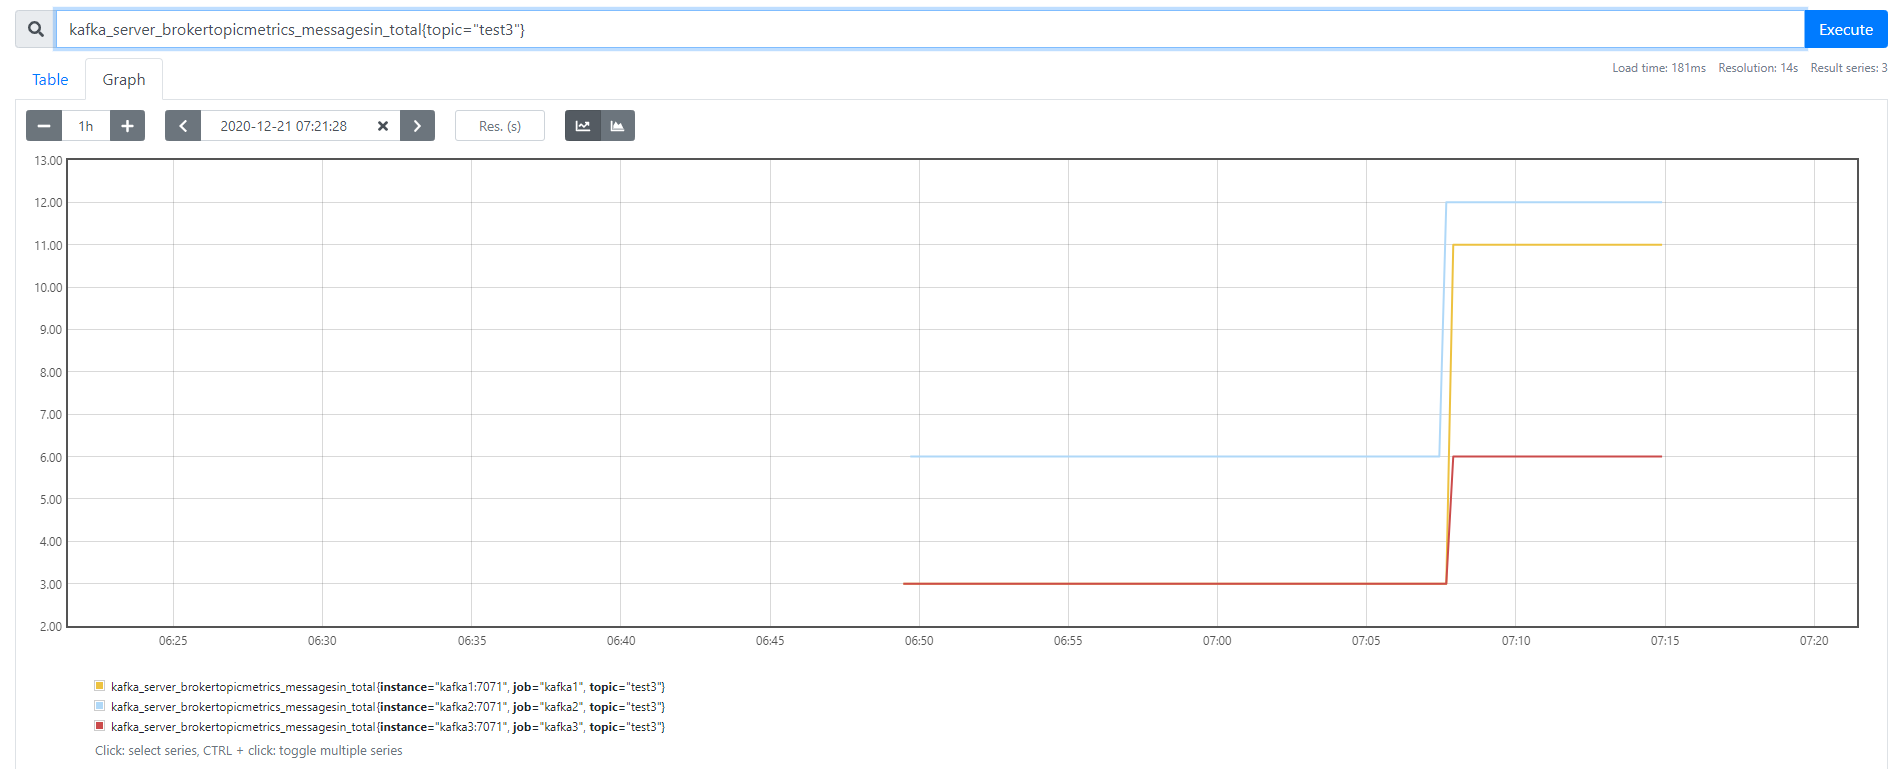 kafka_server_brokertopicmetrics_messagesin_total{topic="test3"}
Execute
Table
Graph
Load time: 181ms Resolution: 14s Result series: 3
1h
2020-12-21 07:21:28
Res. (s)
13.00
12.00
11.00
10.00
9.00
8.00
7.00
6.00
5.00
4.00
3.00
2.00
06:25 06:30 06:35 06:40 06:45 06:50 06:55 07:00 07:05 07:10 07:15 07:20
kafka_server_brokertopicmetrics_messagesin_total{instance="kafka1:7071", job="kafka1", topic="test3"}
kafka_server_brokertopicmetrics_messagesin_total{instance="kafka2:7071", job="kafka2", topic="test3"}
kafka_server_brokertopicmetrics_messagesin_total{instance="kafka3:7071", job="kafka3", topic="test3"}
Click: select series, CTRL + click: toggle multiple series